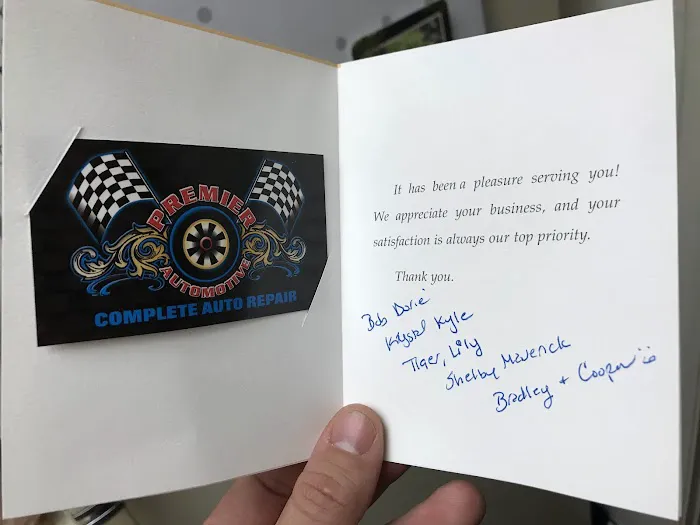 PREMIER
AUTOMOTIVE
COMPLETE AUTO REPAIR
It has been a pleasure serving you!
We appreciate your business, and your
satisfaction is always our top priority.
Thank you.
Bob Dorie
Krystal Kyle
Tiger, Lily
Shelby Maverick
Bradley + Cooper